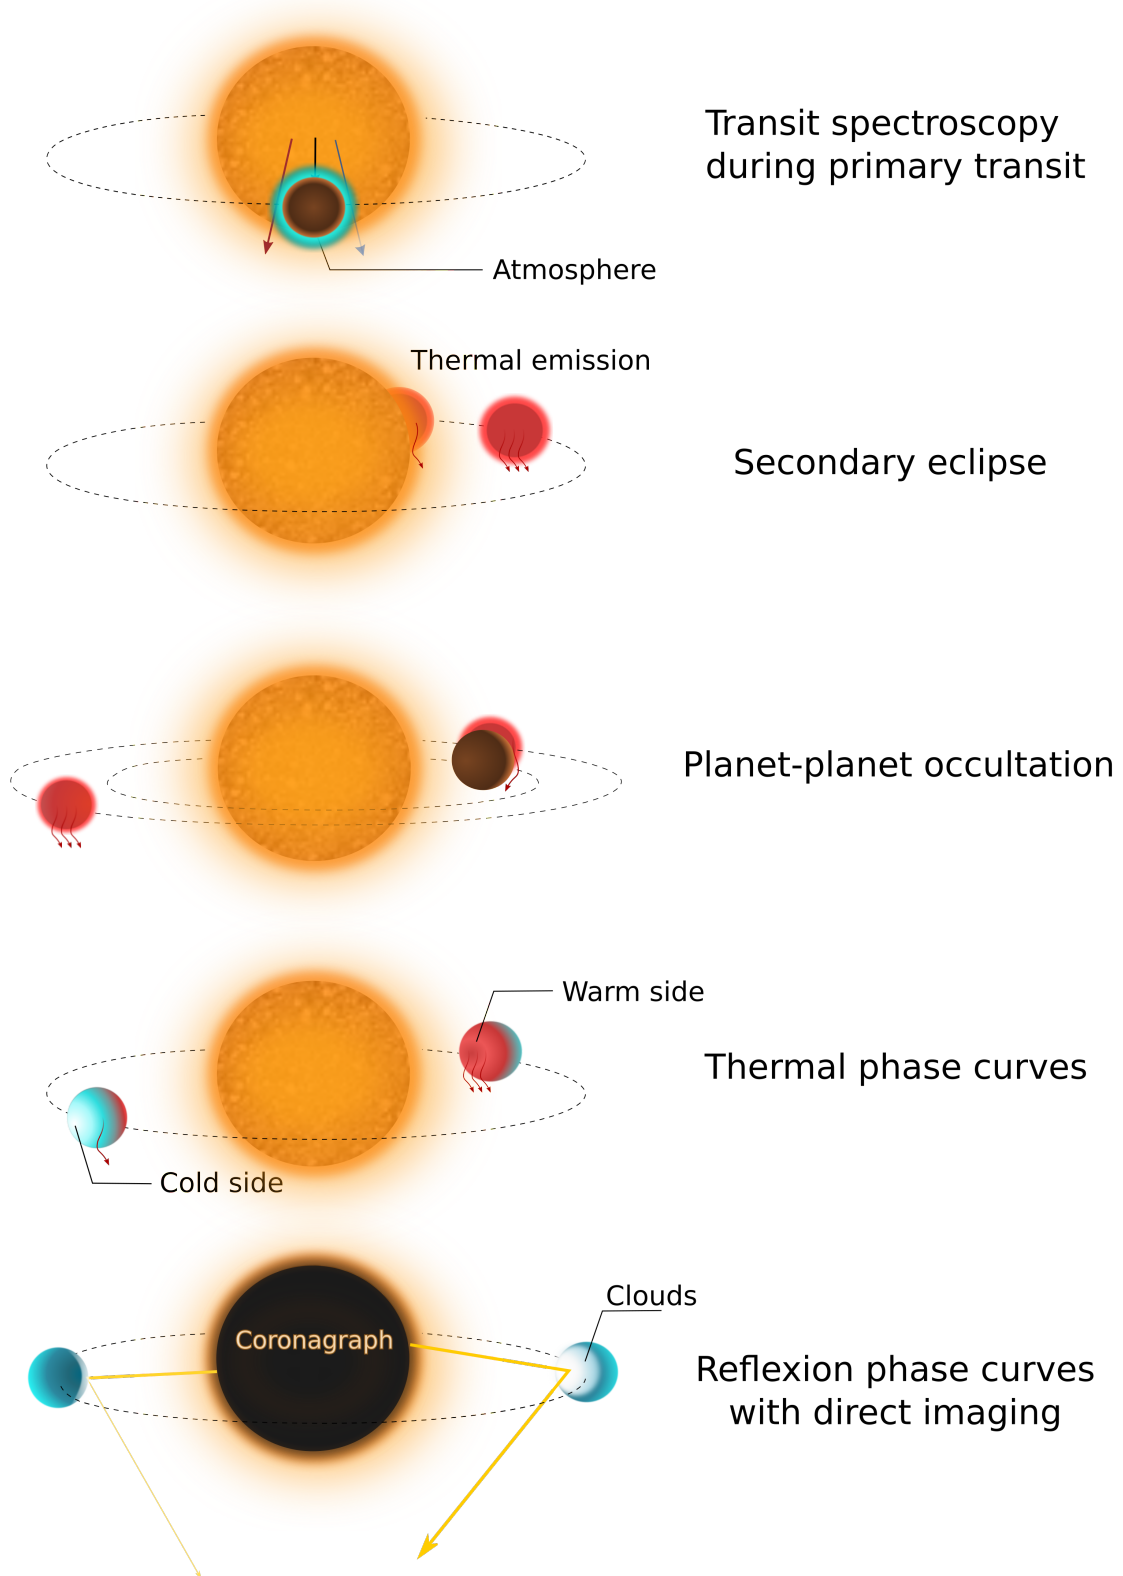 Transit spectroscopy
during primary transit
Atmosphere
Thermal emission
Secondary eclipse
Planet-planet occultation
Warm side
Thermal phase curves
Cold side
Clouds
Coronagraph
Reflexion phase curves
with direct imaging